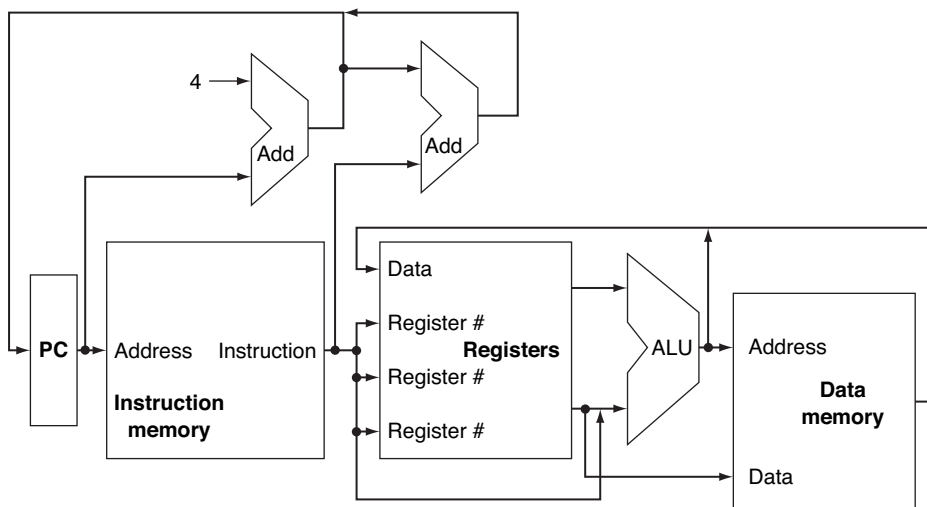 4
Add
Add
Data
Register #
Register #
Register #
Registers
PC
Address
Instruction
Instruction
memory
ALU
Address
Data
memory
Data